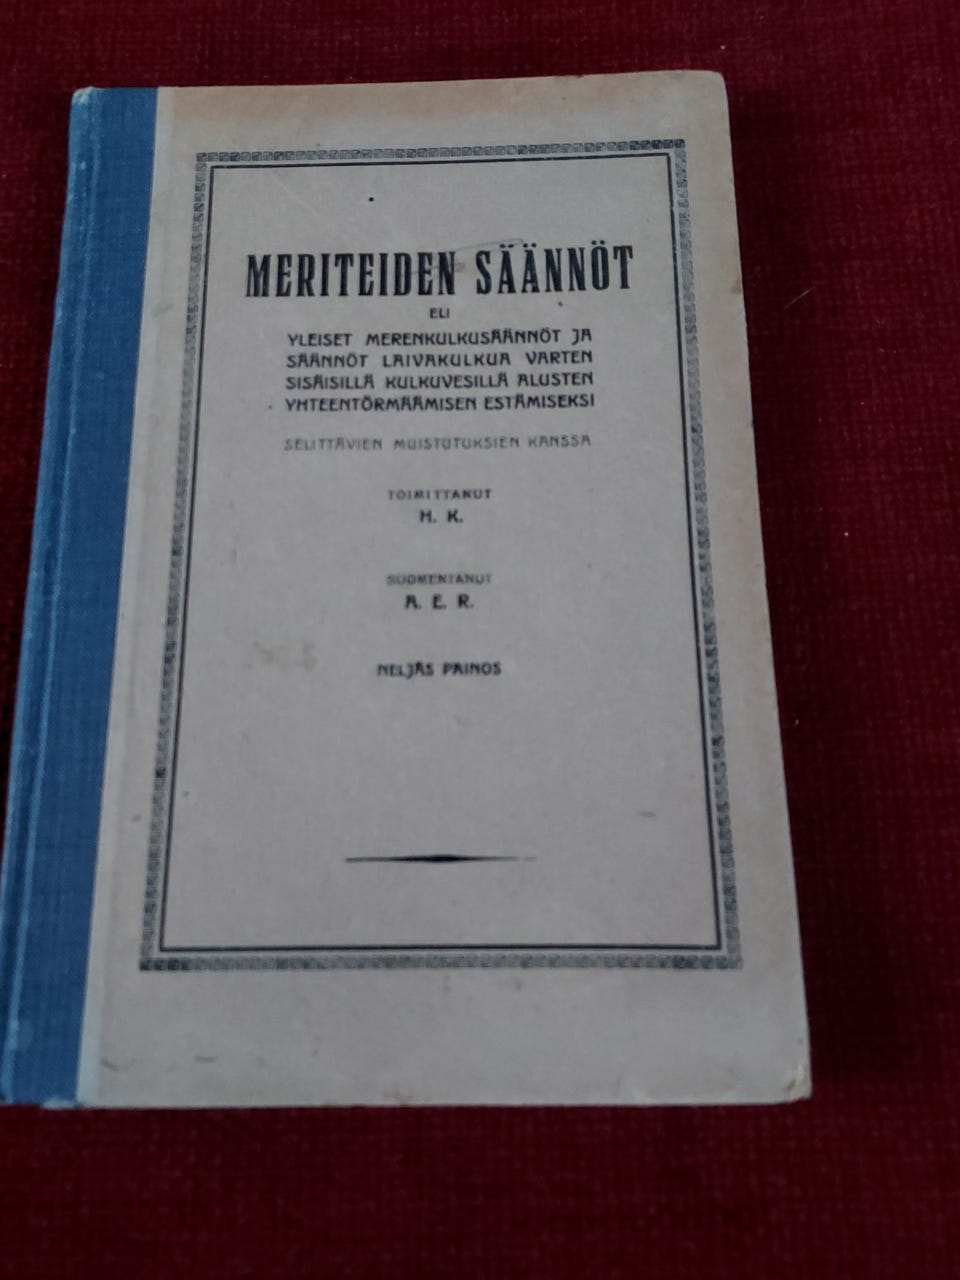 MERITEIDEN SÄÄNNÖT
ELI
YLEISET MERENKULKUSÄÄNNÖT JA
SÄÄNNÖT LAIVAKULKUA VARTEN
SISÄISILLÄ KULKUVESILLÄ ALUSTEN
YHTEENTÖRMÄÄMISEN ESTÄMISEKSI
SELITTÄVIEN MUISTUTUKSIEN KANSSA
TOIMITTANUT
H. K.
SUOMENTANUT
A. E. R.
NELJÄS PAINOS